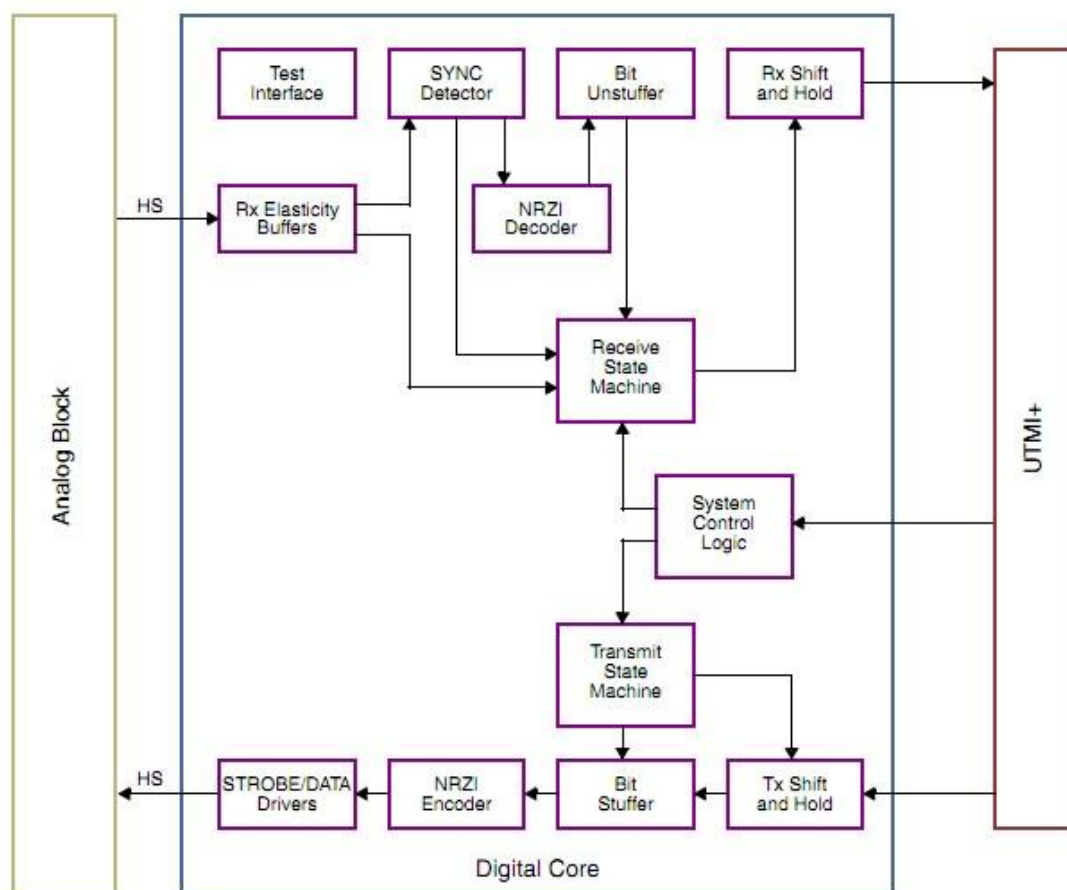 Test
Interface
SYNC
Detector
Bit
Unstuffer
Rx Shift
and Hold
HS
Rx Elasticity
Buffers
NRZI
Decoder
Receive
State
Machine
Analog Block
UTMI+
System
Control
Logic
Transmit
State
Machine
HS
STROBE/DATA
Drivers
NRZI
Encoder
Bit
Stuffer
Tx Shift
and Hold
Digital Core